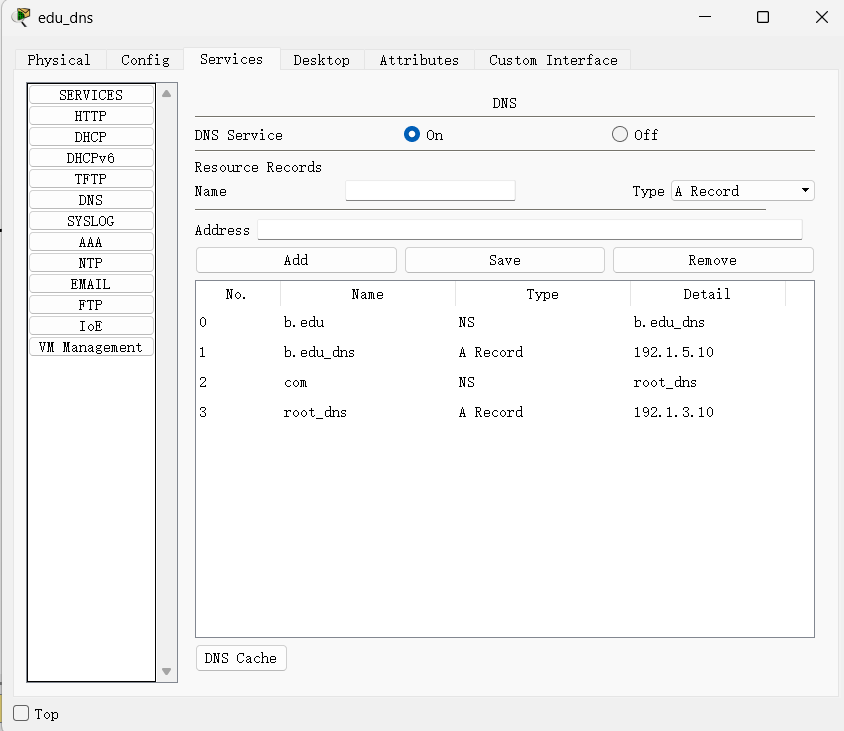 edu_dns
Physical Config Services Desktop Attributes Custom Interface
SERVICES
HTTP
DHCP
DHCPv6
TFTP
DNS
SYSLOG
AAA
NTP
EMAIL
FTP
IoE
VM Management
DNS
DNS Service On Off
Resource Records
Name Type A Record
Address
Add Save Remove
No. Name Type Detail
0 b.edu NS b.edu_dns
1 b.edu_dns A Record 192.1.5.10
2 com NS root_dns
3 root_dns A Record 192.1.3.10
DNS Cache
Top